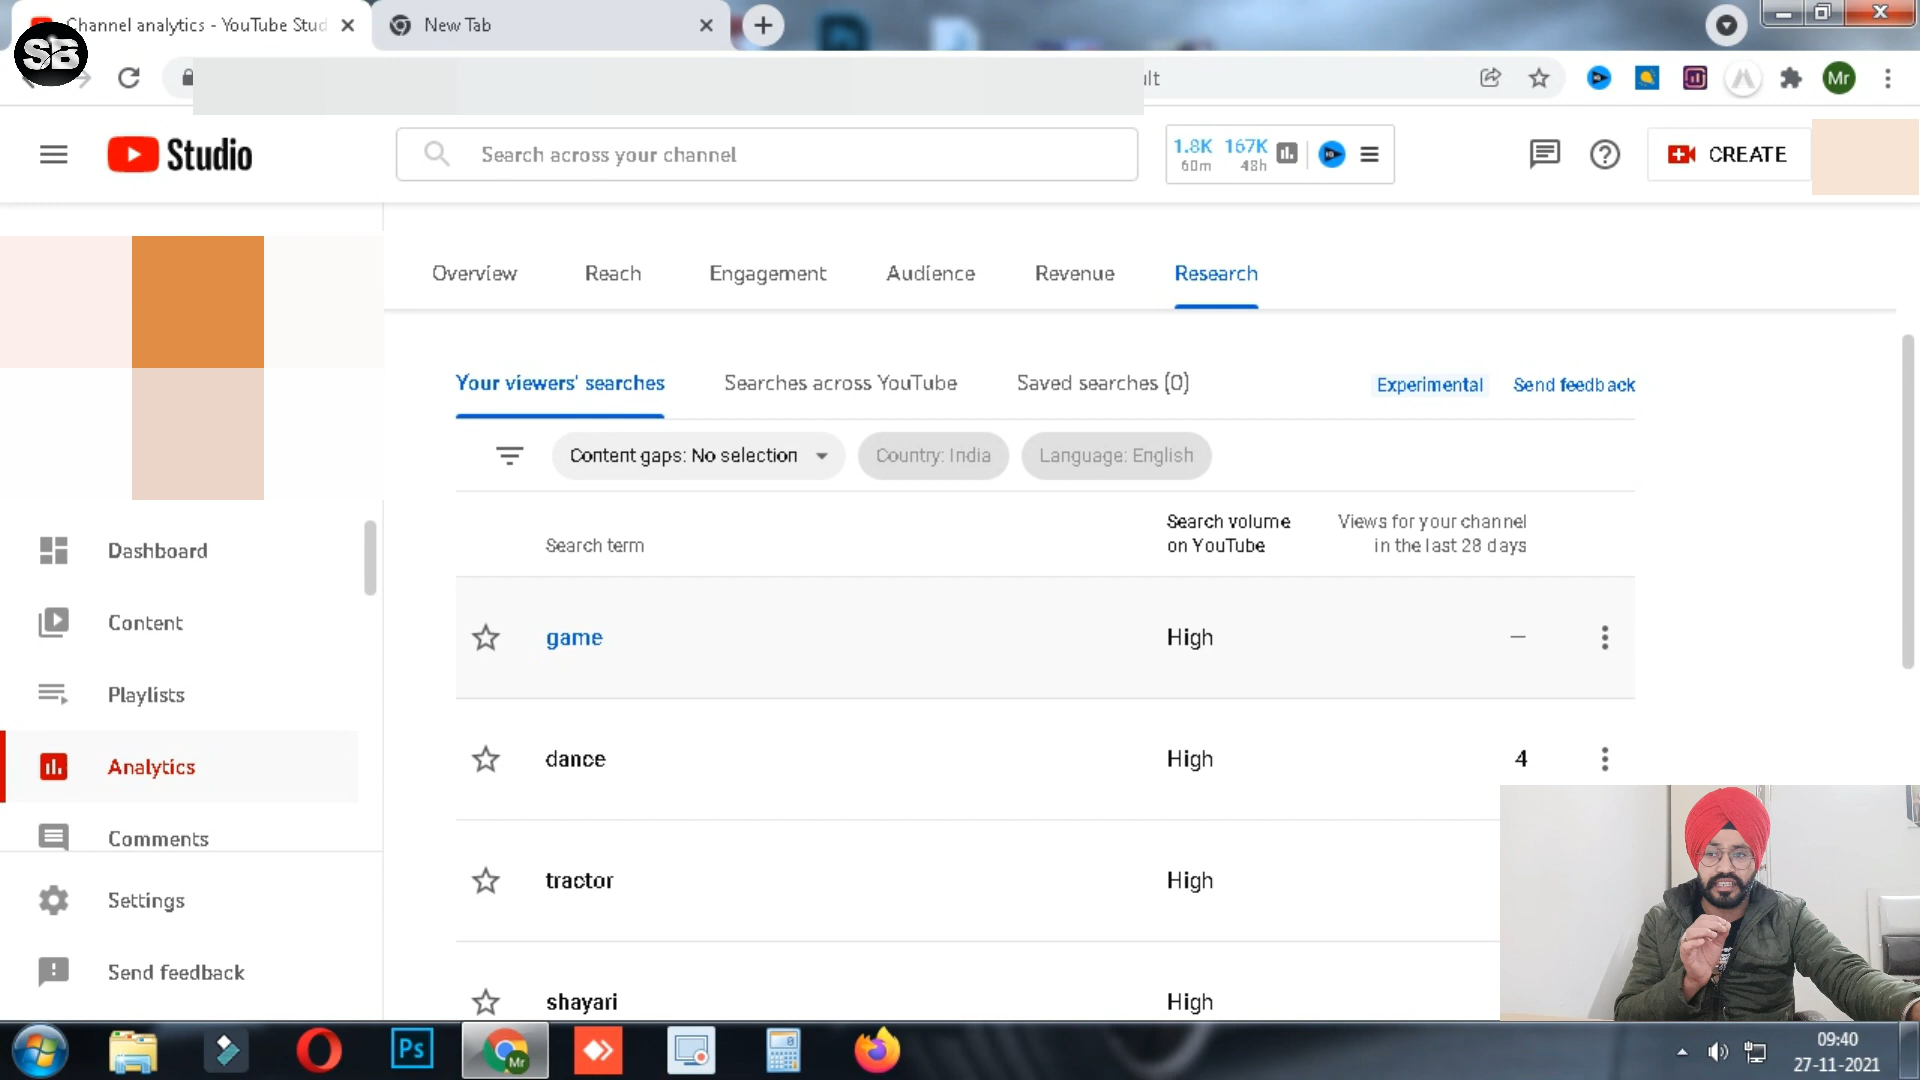 Channel analytics - YouTube Stud
New Tab
SB
ult
Mr
Studio
Search across your channel
1.8K 167K
60m 48h
CREATE
Overview Reach Engagement Audience Revenue Research
Your viewers' searches Searches across YouTube Saved searches (0) Experimental Send feedback
Content gaps: No selection Country: India Language: English
Search term
Search volume
on YouTube
Views for your channel
in the last 28 days
game High —
dance High 4
tractor High
shayari High
Dashboard
Content
Playlists
Analytics
Comments
Settings
Send feedback
Ps
Mr
09:40
27-11-2021